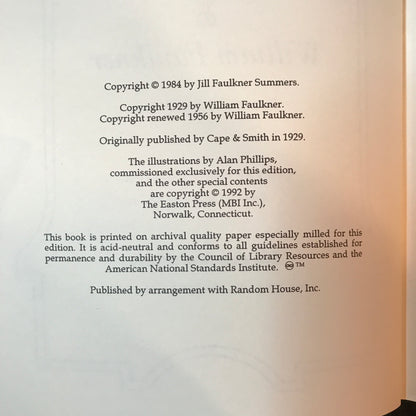 Copyright © 1984 by Jill Faulkner Summers.
Copyright 1929 by William Faulkner.
Copyright renewed 1956 by William Faulkner.
Originally published by Cape & Smith in 1929.
The illustrations by Alan Phillips,
commissioned exclusively for this edition,
and the other special contents
are copyright © 1992 by
The Easton Press (MBI Inc.),
Norwalk, Connecticut.
This book is printed on archival quality paper especially milled for this
edition. It is acid-neutral and conforms to all guidelines established for
permanence and durability by the Council of Library Resources and the
American National Standards Institute. ♾™
Published by arrangement with Random House, Inc.